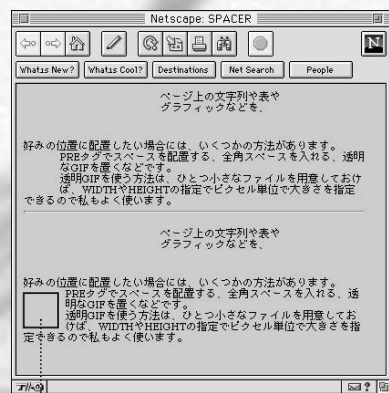 Netscape: SPACER
N
What's New? What's Cool? Destinations Net Search People
ページ上の文字列や表や
グラフィックなどを、
好みの位置に配置したい場合には、いくつかの方法があります。
PREタグでスペースを配置する、全角スペースを入れる、透明
なGIFを置くなどです。
透明GIFを使う方法は、ひとつ小さなファイルを用意しておけ
ば、WIDTHやHEIGHTの指定でピクセル単位で大きさを指定
できるので私もよく使います。
ページ上の文字列や表や
グラフィックなどを、
好みの位置に配置したい場合には、いくつかの方法があります。
PREタグでスペースを配置する、全角スペースを入れる、透
明なGIFを置くなどです。
透明GIFを使う方法は、ひとつ小さなファイルを用意してお
けば、WIDTHやHEIGHTの指定でピクセル単位で大きさを指
定できるので私もよく使います。
?